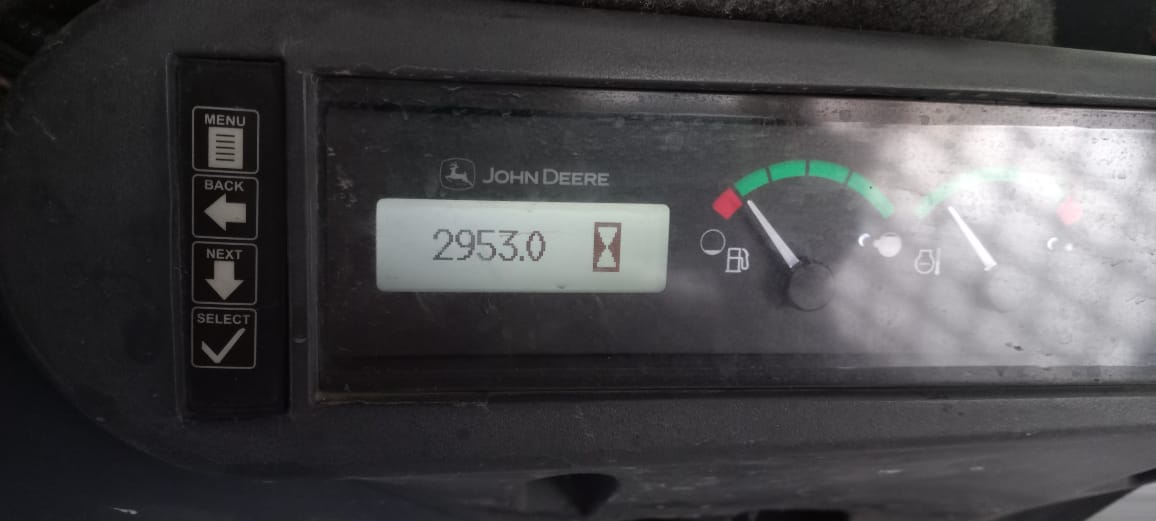 MENU
BACK
NEXT
SELECT
JOHN DEERE
2953.0